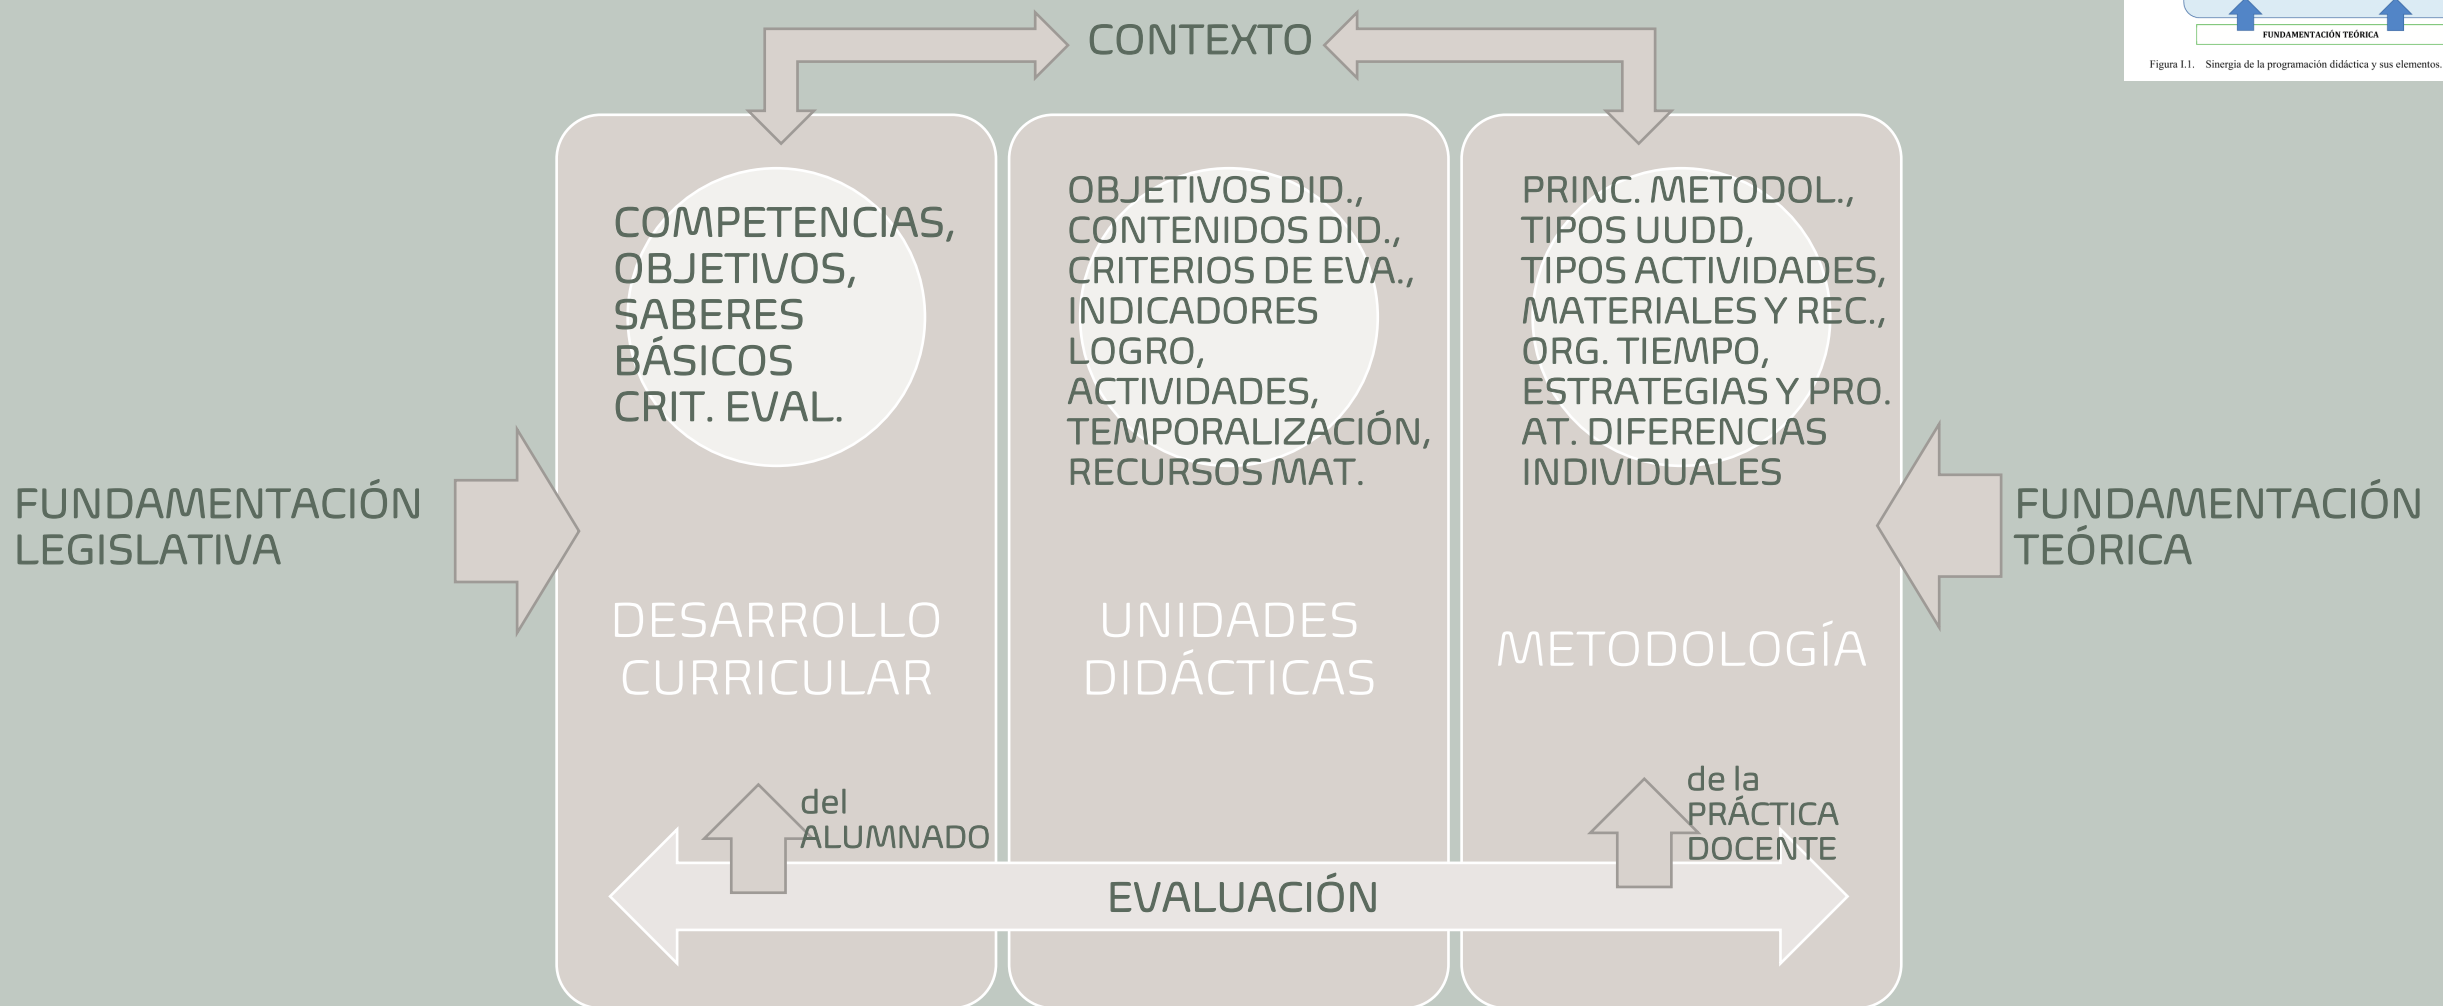 CONTEXTO
FUNDAMENTACIÓN TEÓRICA
Figura I.1. Sinergia de la programación didáctica y sus elementos.
COMPETENCIAS,
OBJETIVOS,
SABERES
BÁSICOS
CRIT. EVAL.
OBJETIVOS DID.,
CONTENIDOS DID.,
CRITERIOS DE EVA.,
INDICADORES
LOGRO,
ACTIVIDADES,
TEMPORALIZACIÓN,
RECURSOS MAT.
PRINC. METODOL.,
TIPOS UUDD,
TIPOS ACTIVIDADES,
MATERIALES Y REC.,
ORG. TIEMPO,
ESTRATEGIAS Y PRO.
AT. DIFERENCIAS
INDIVIDUALES
FUNDAMENTACIÓN
LEGISLATIVA
FUNDAMENTACIÓN
TEÓRICA
DESARROLLO
CURRICULAR
UNIDADES
DIDÁCTICAS
METODOLOGÍA
del
ALUMNADO
de la
PRÁCTICA
DOCENTE
EVALUACIÓN